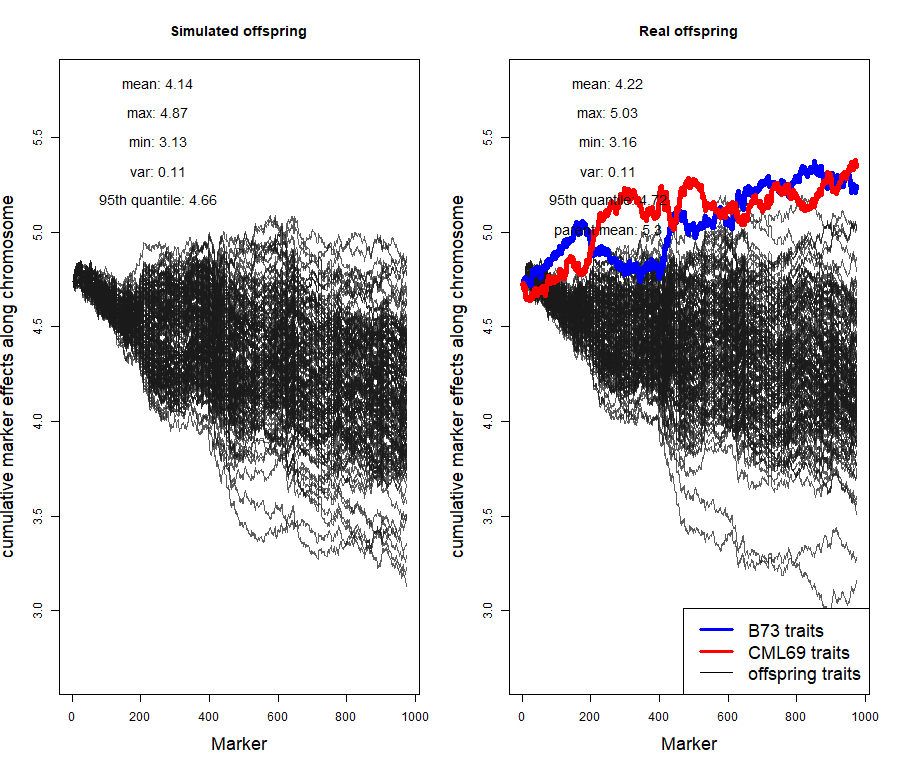 Simulated offspring
mean: 4.14
max: 4.87
min: 3.13
var: 0.11
95th quantile: 4.66
cumulative marker effects along chromosome
5.5
5.0
4.5
4.0
3.5
3.0
0 200 400 600 800 1000
Marker
Real offspring
mean: 4.22
max: 5.03
min: 3.16
var: 0.11
95th quantile: 4.72
parent mean: 5.3
cumulative marker effects along chromosome
5.5
5.0
4.5
4.0
3.5
3.0
B73 traits
CML69 traits
offspring traits
0 200 400 600 800 1000
Marker